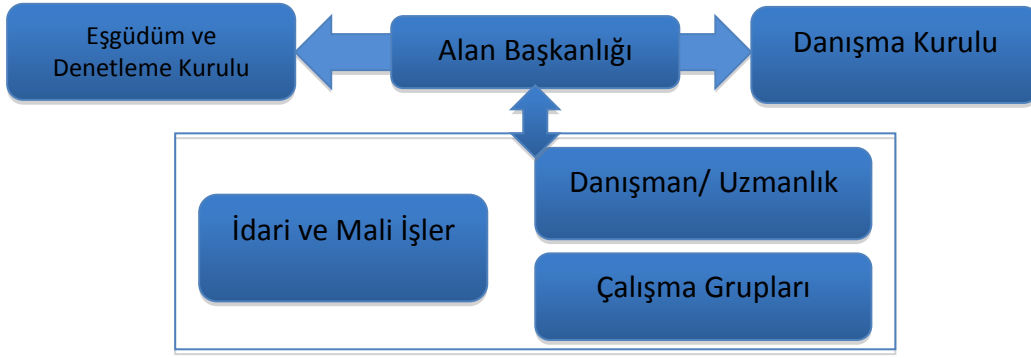 Eşgüdüm ve
Denetleme Kurulu
Alan Başkanlığı
Danışma Kurulu
İdari ve Mali İşler
Danışman/ Uzmanlık
Çalışma Grupları